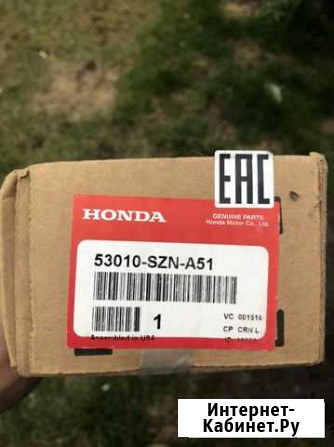 EAC
HONDA
GENUINE PARTS
Honda Motor Co., Ltd.
53010-SZN-A51
1
VC 001516
CP CRN L
Assembled in USA
Интернет-
Кабинет.Ру